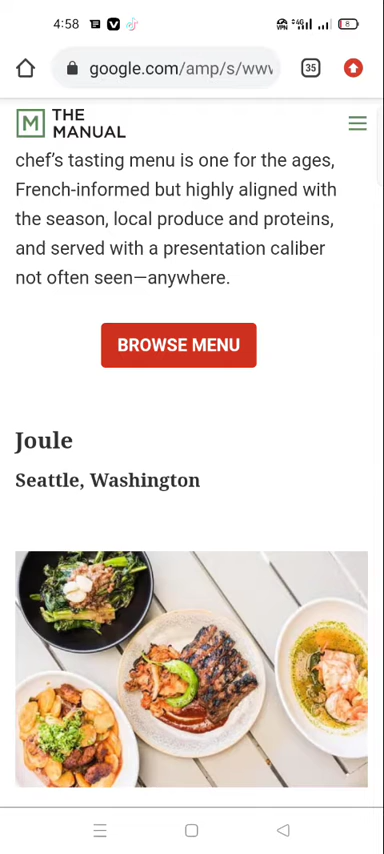 4:58
8
google.com/amp/s/www
35
M THE
MANUAL
chef’s tasting menu is one for the ages,
French-informed but highly aligned with
the season, local produce and proteins,
and served with a presentation caliber
not often seen—anywhere.
BROWSE MENU
Joule
Seattle, Washington